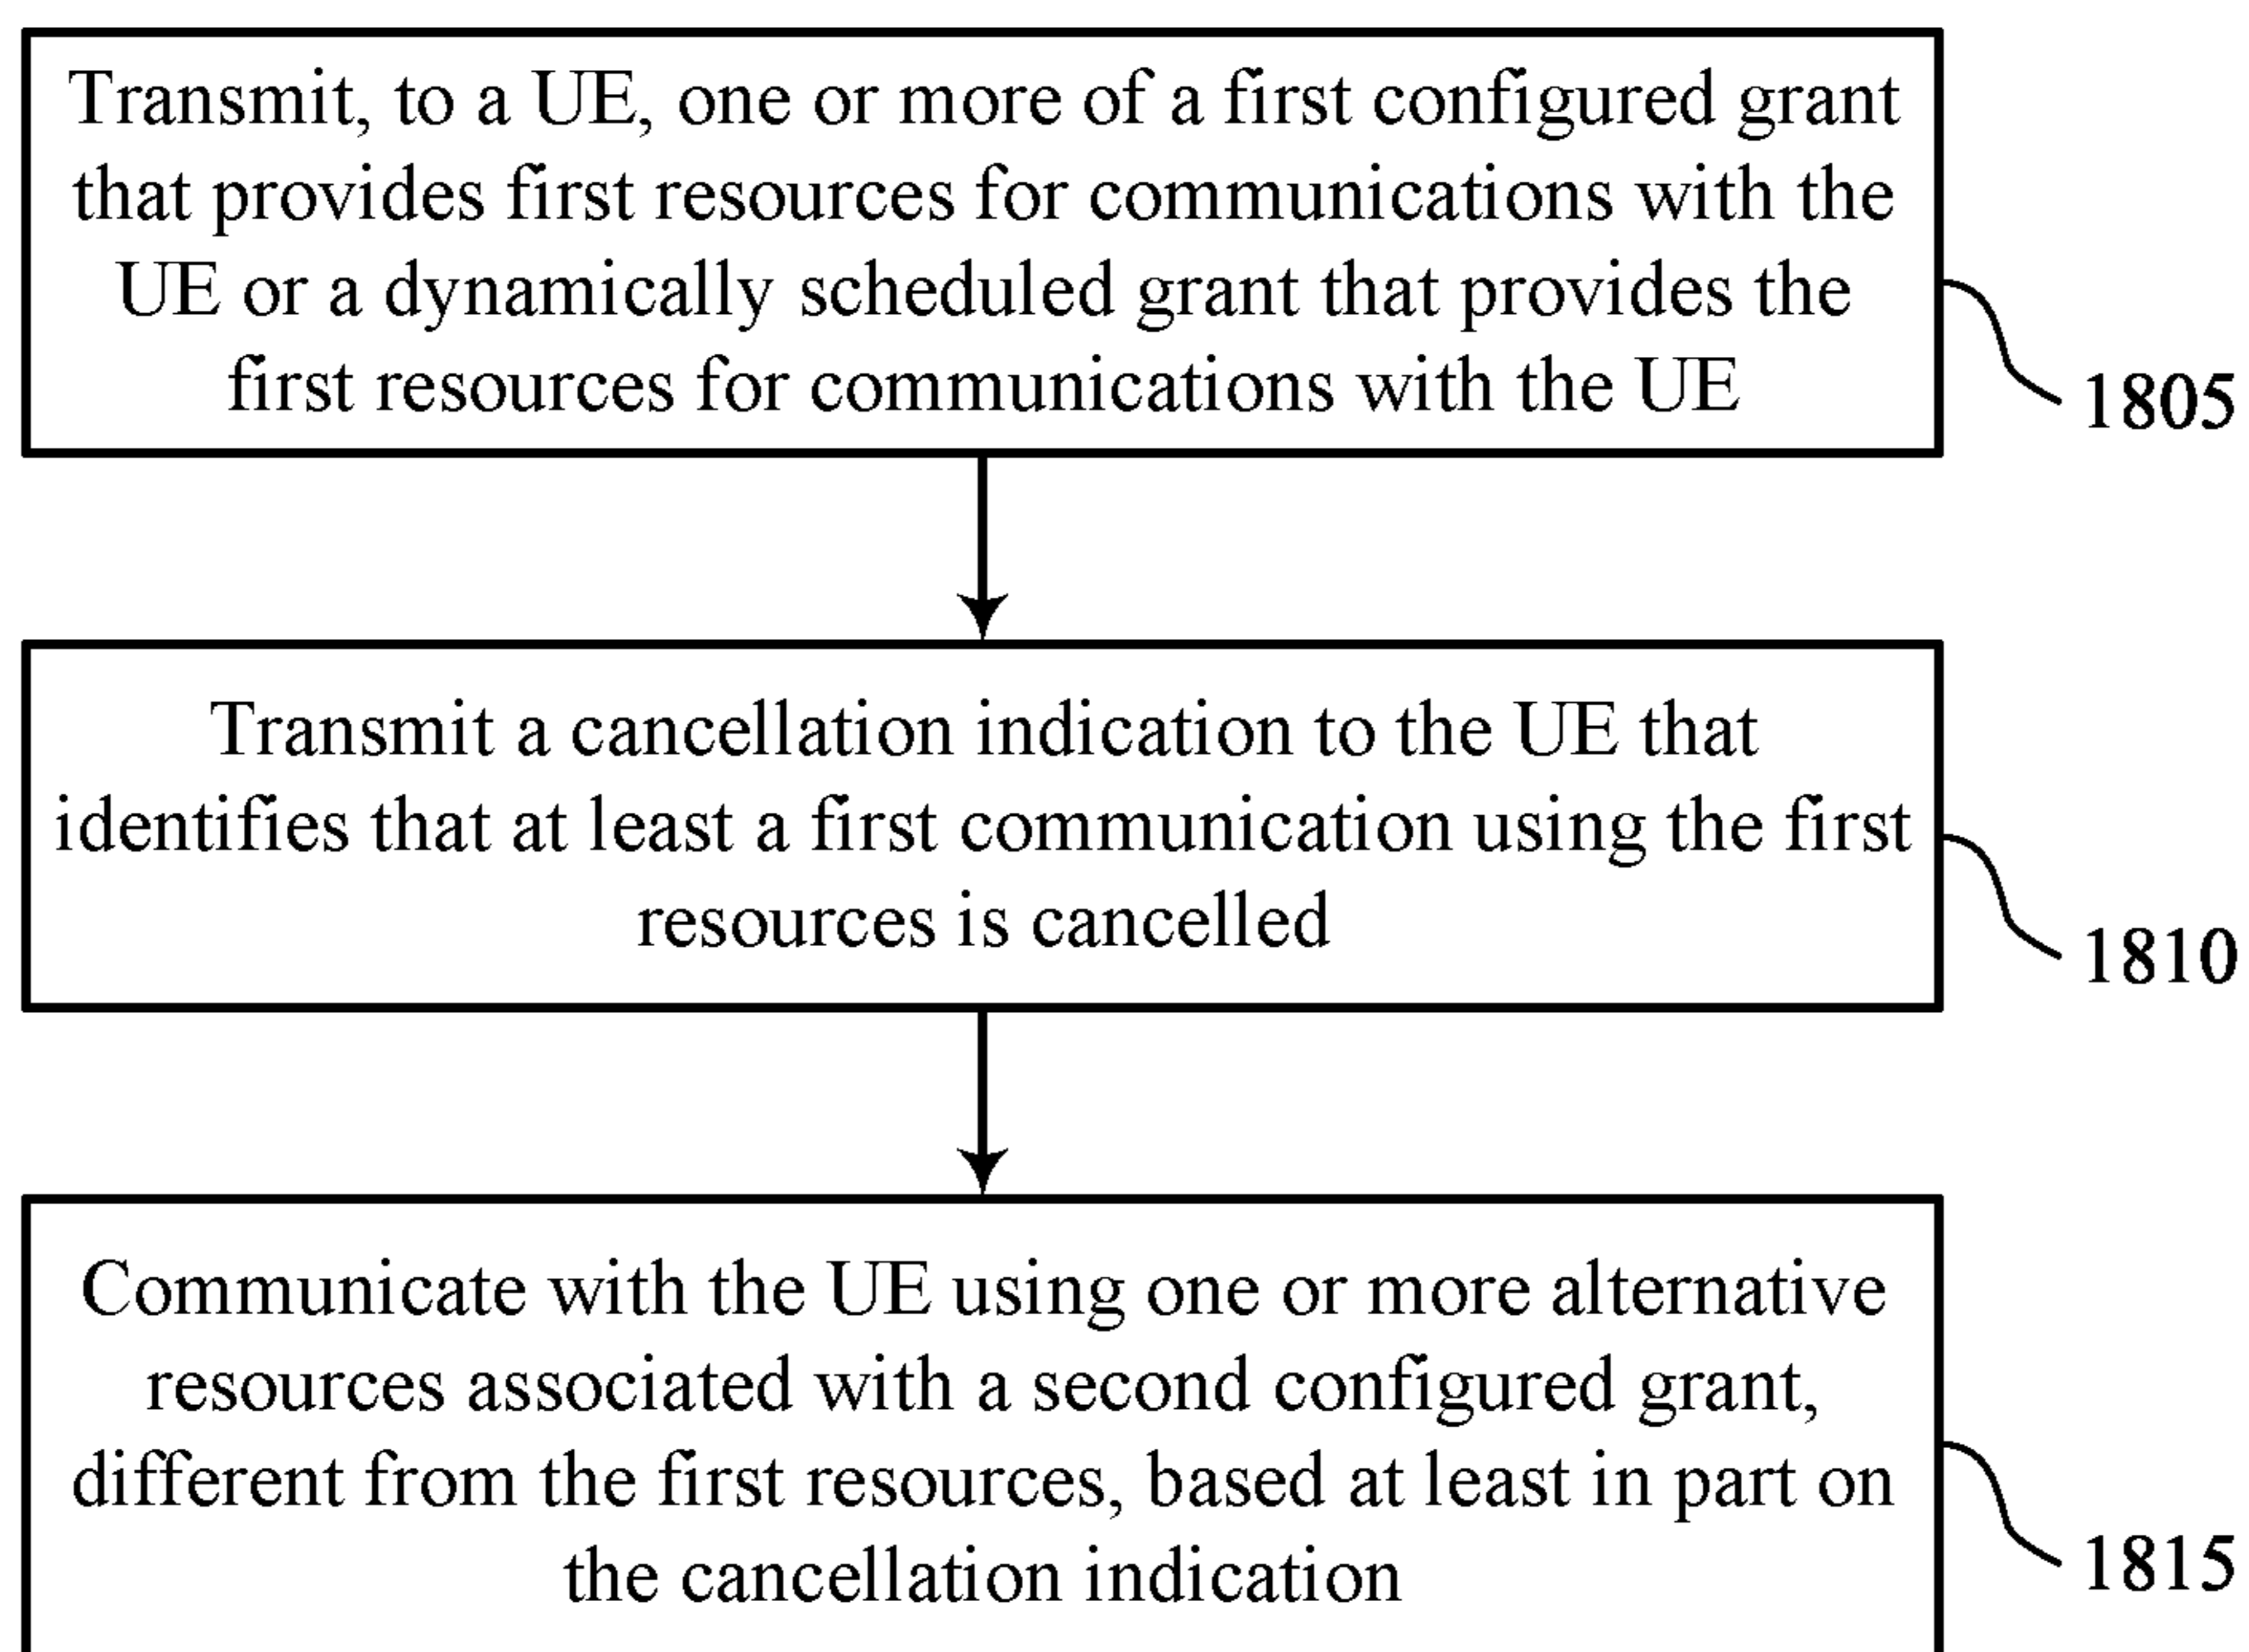 Transmit, to a UE, one or more of a first configured grant
that provides first resources for communications with the
UE or a dynamically scheduled grant that provides the
first resources for communications with the UE
1805
Transmit a cancellation indication to the UE that
identifies that at least a first communication using the first
resources is cancelled
1810
Communicate with the UE using one or more alternative
resources associated with a second configured grant,
different from the first resources, based at least in part on
the cancellation indication
1815